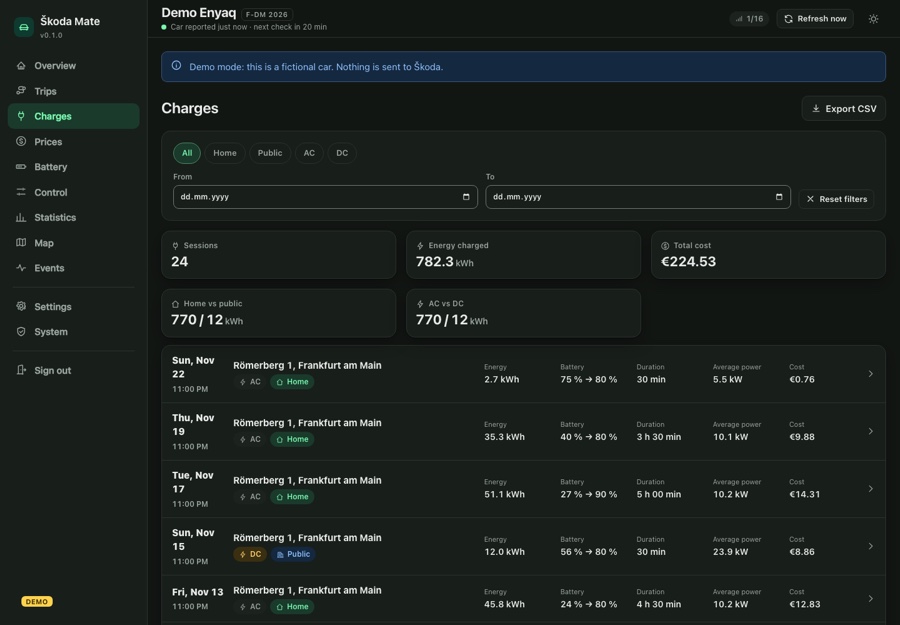 Škoda Mate
v0.1.0
Overview
Trips
Charges
Prices
Battery
Control
Statistics
Map
Events
Settings
System
Sign out
DEMO
Demo Enyaq F-DM 2026
Car reported just now · next check in 20 min
1/16
Refresh now
Demo mode: this is a fictional car. Nothing is sent to Škoda.
Charges
Export CSV
All Home Public AC DC
From To
dd.mm.yyyy dd.mm.yyyy Reset filters
Sessions
24
Energy charged
782.3 kWh
Total cost
€224.53
Home vs public
770 / 12 kWh
AC vs DC
770 / 12 kWh
Sun, Nov
22
11:00 PM
Römerberg 1, Frankfurt am Main
AC Home
Energy Battery Duration Average power Cost
2.7 kWh 75 % → 80 % 30 min 5.5 kW €0.76
Thu, Nov
19
11:00 PM
Römerberg 1, Frankfurt am Main
AC Home
Energy Battery Duration Average power Cost
35.3 kWh 40 % → 80 % 3 h 30 min 10.1 kW €9.88
Tue, Nov
17
11:00 PM
Römerberg 1, Frankfurt am Main
AC Home
Energy Battery Duration Average power Cost
51.1 kWh 27 % → 90 % 5 h 00 min 10.2 kW €14.31
Sun, Nov
15
11:00 PM
Römerberg 1, Frankfurt am Main
DC Public
Energy Battery Duration Average power Cost
12.0 kWh 56 % → 80 % 30 min 23.9 kW €8.86
Fri, Nov 13
11:00 PM
Römerberg 1, Frankfurt am Main
AC Home
Energy Battery Duration Average power Cost
45.8 kWh 24 % → 80 % 4 h 30 min 10.2 kW €12.83